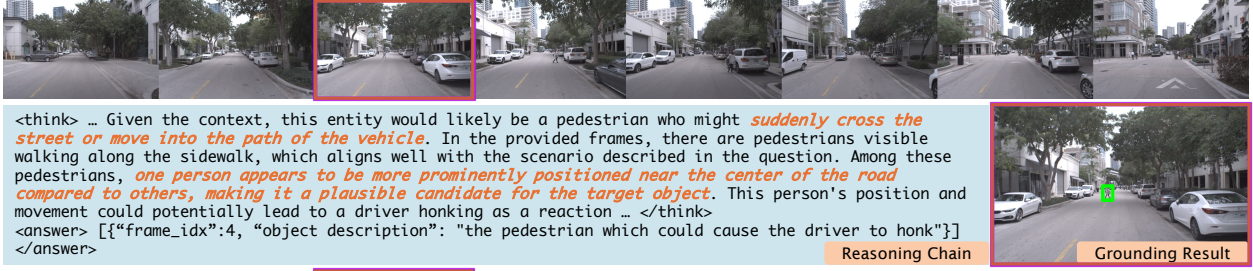 <think> … Given the context, this entity would likely be a pedestrian who might suddenly cross the
street or move into the path of the vehicle. In the provided frames, there are pedestrians visible
walking along the sidewalk, which aligns well with the scenario described in the question. Among these
pedestrians, one person appears to be more prominently positioned near the center of the road
compared to others, making it a plausible candidate for the target object. This person's position and
movement could potentially lead to a driver honking as a reaction … </think>
<answer> [{“frame_idx”:4, “object description”: "the pedestrian which could cause the driver to honk"}]
</answer>
Reasoning Chain
Grounding Result